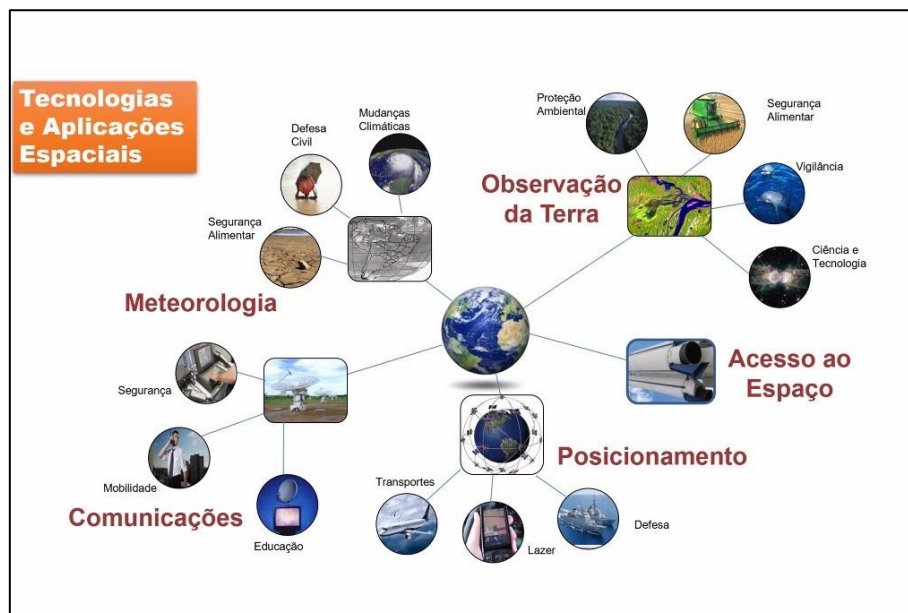 Tecnologias
e Aplicações
Espaciais
Defesa
Civil
Mudanças
Climáticas
Segurança
Alimentar
Meteorologia
Proteção
Ambiental
Segurança
Alimentar
Observação
da Terra
Vigilância
Ciência e
Tecnologia
Acesso ao
Espaço
Segurança
Mobilidade
Comunicações
Educação
Posicionamento
Transportes
Lazer
Defesa